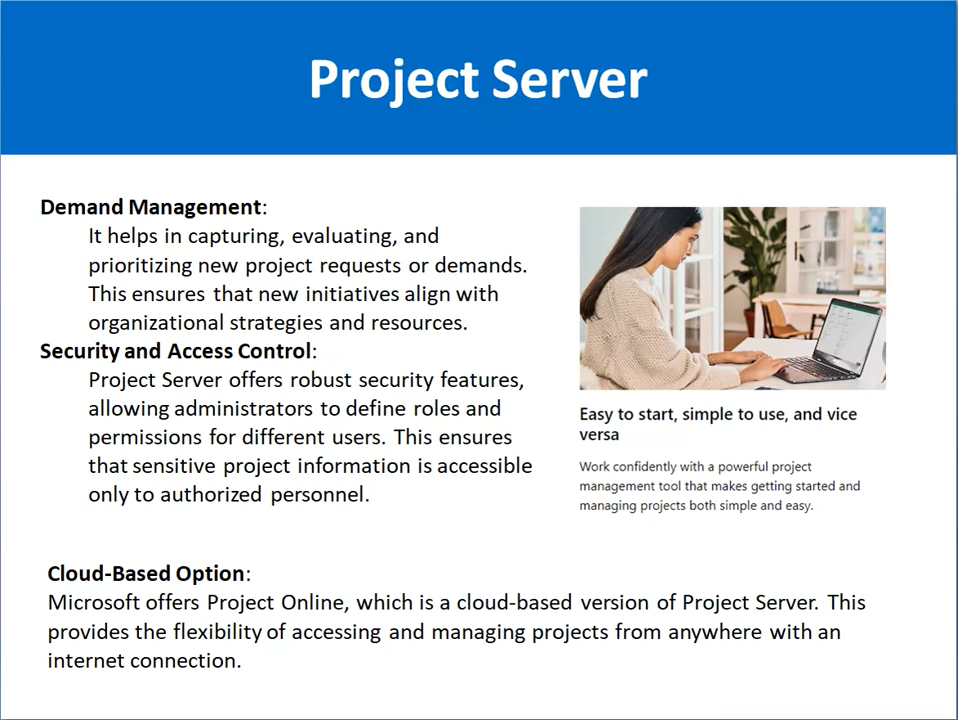 Project Server
Demand Management:
It helps in capturing, evaluating, and
prioritizing new project requests or demands.
This ensures that new initiatives align with
organizational strategies and resources.
Security and Access Control:
Project Server offers robust security features,
allowing administrators to define roles and
permissions for different users. This ensures
that sensitive project information is accessible
only to authorized personnel.
Easy to start, simple to use, and vice
versa
Work confidently with a powerful project
management tool that makes getting started and
managing projects both simple and easy.
Cloud-Based Option:
Microsoft offers Project Online, which is a cloud-based version of Project Server. This
provides the flexibility of accessing and managing projects from anywhere with an
internet connection.